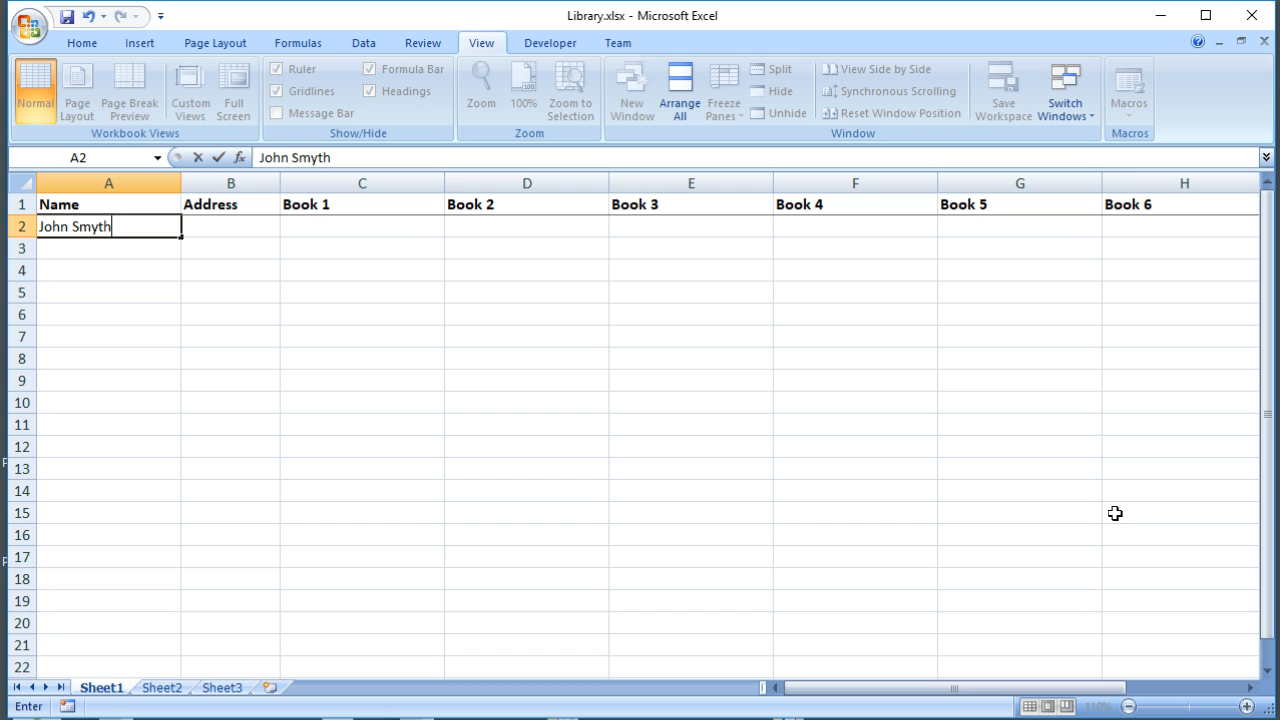 Library.xlsx - Microsoft Excel
Home Insert Page Layout Formulas Data Review View Developer Team
Normal
Page Layout
Page Break Preview
Custom Views
Full Screen
Workbook Views
Ruler
Formula Bar
Gridlines
Headings
Message Bar
Show/Hide
Zoom
100%
Zoom to Selection
Zoom
New Window
Arrange All
Freeze Panes
Split
Hide
Unhide
View Side by Side
Synchronous Scrolling
Reset Window Position
Save Workspace
Switch Windows
Window
Macros
Macros
A2 fx John Smyth
A B C D E F G H
1 Name Address Book 1 Book 2 Book 3 Book 4 Book 5 Book 6
2 John Smyth
3
4
5
6
7
8
9
10
11
12
13
14
15
16
17
18
19
20
21
22
Sheet1 Sheet2 Sheet3
Enter 110%